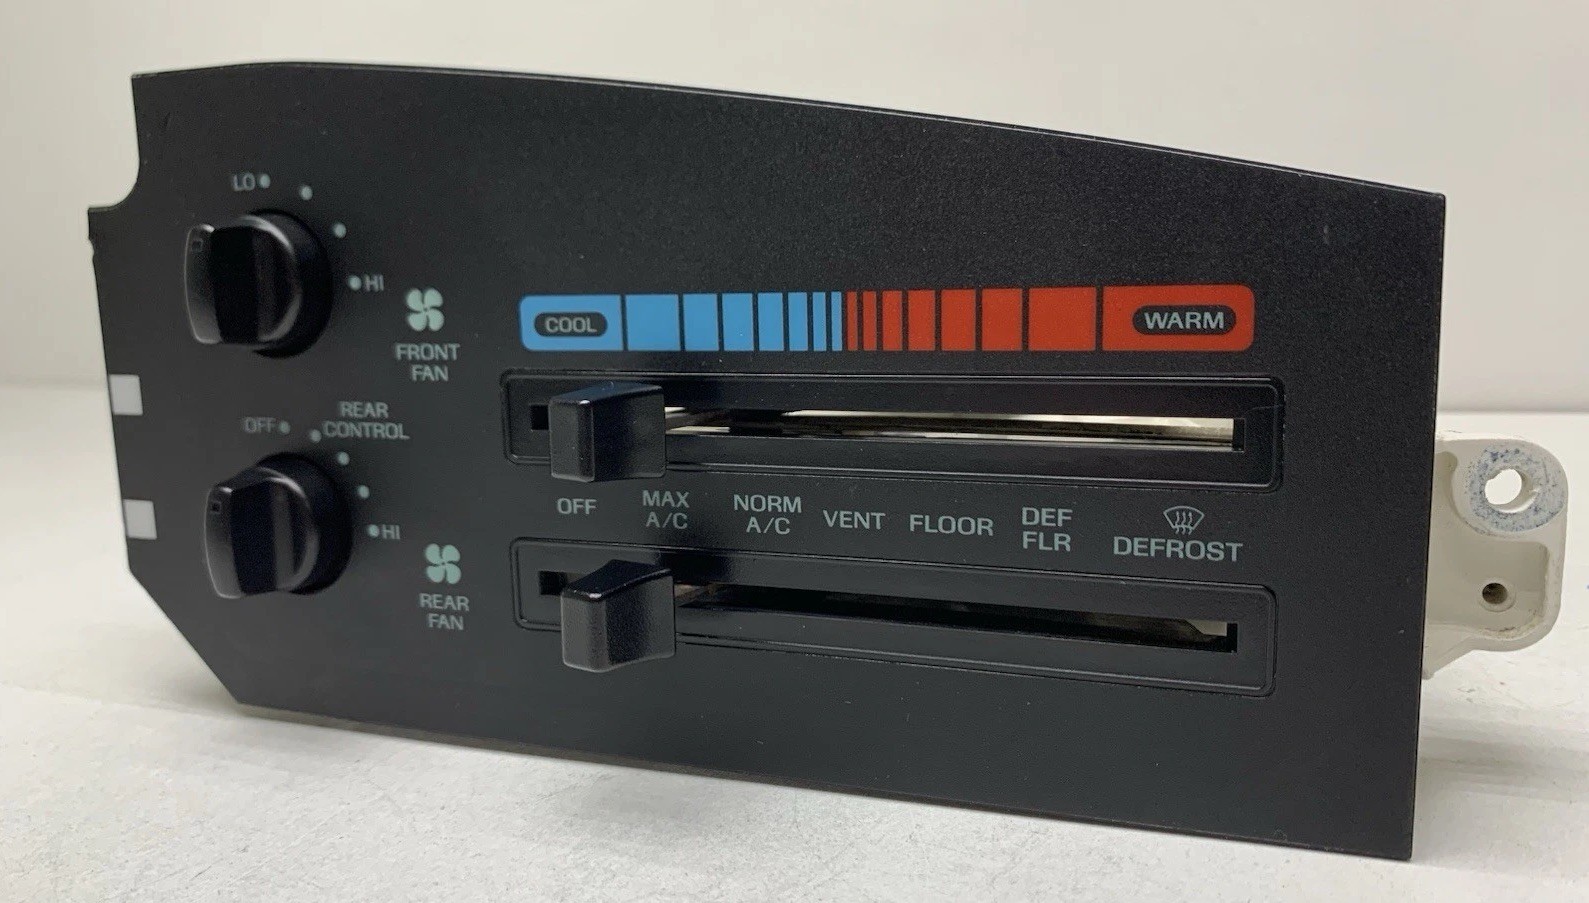 LO
HI
FRONT
FAN
COOL
WARM
REAR
CONTROL
OFF
HI
REAR
FAN
OFF
MAX
A/C
NORM
A/C
VENT
FLOOR
DEF
FLR
DEFROST